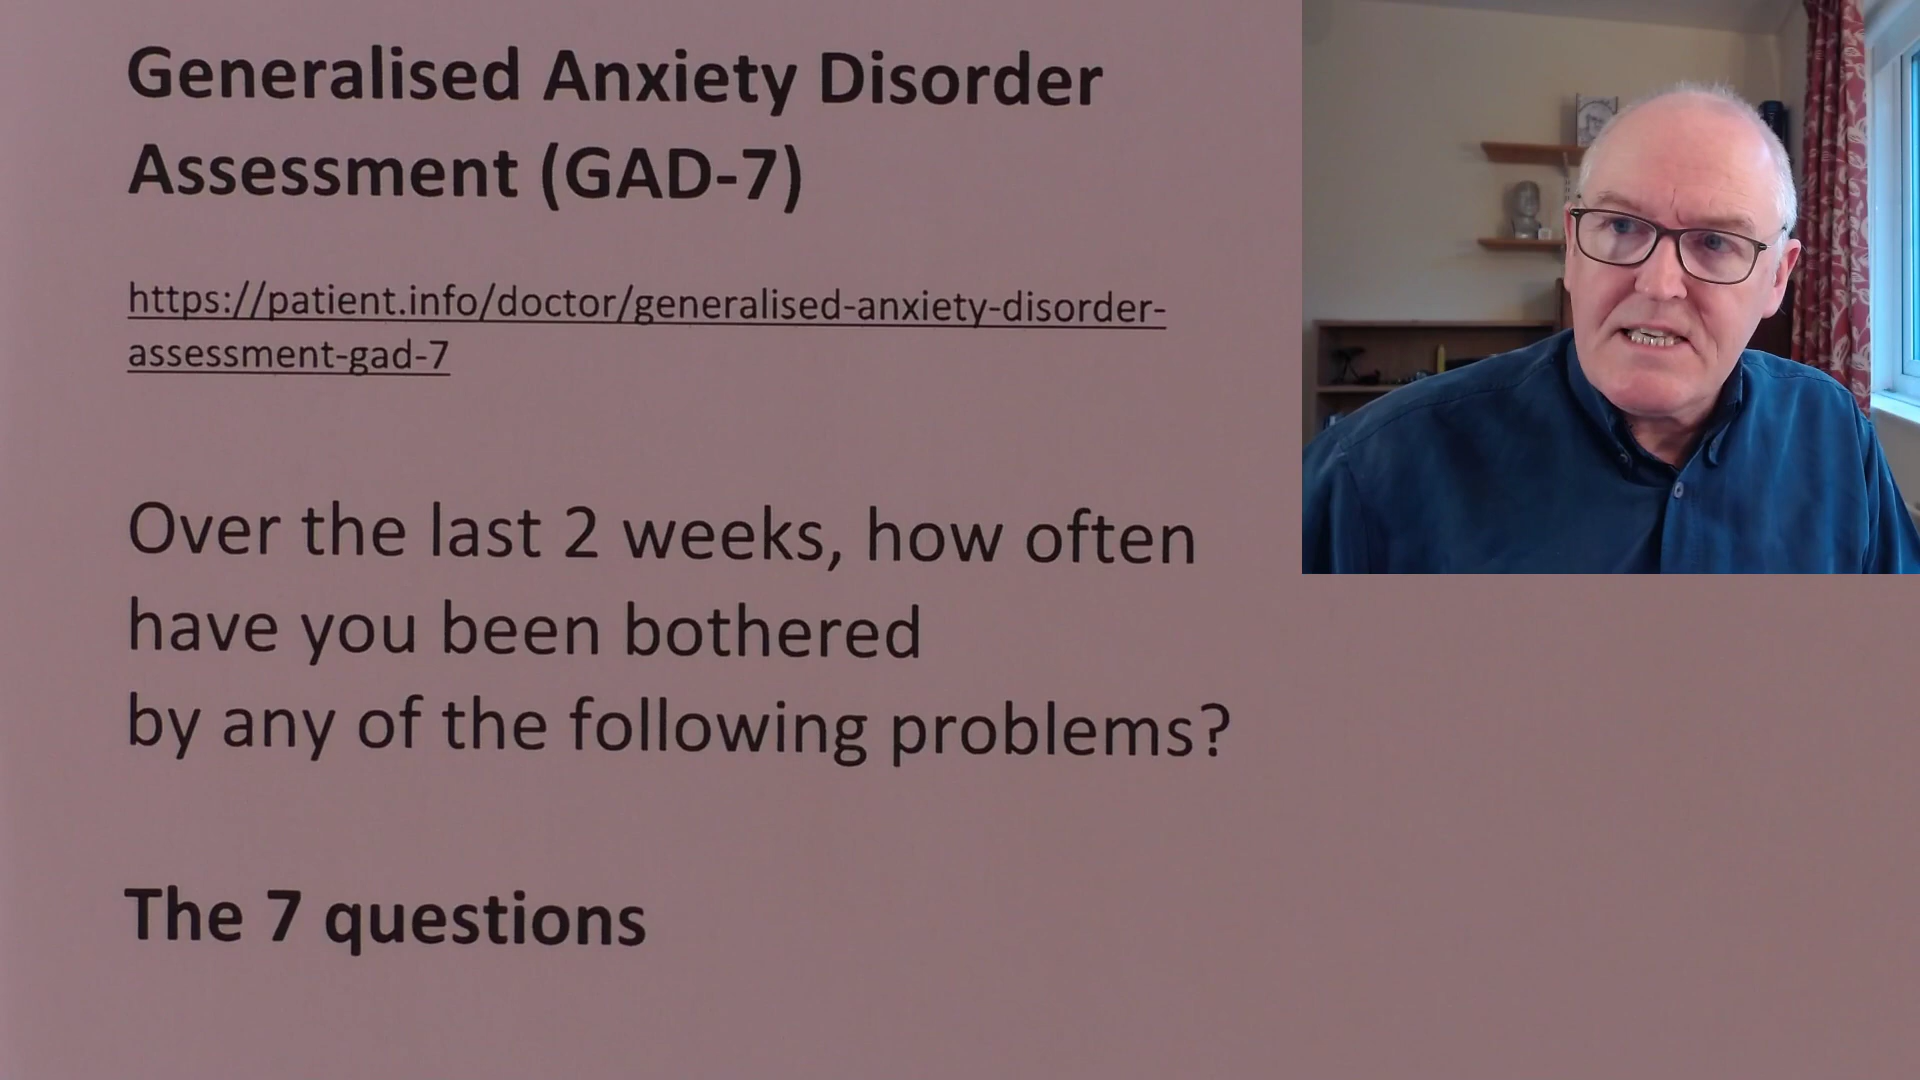 Generalised Anxiety Disorder
Assessment (GAD-7)
https://patient.info/doctor/generalised-anxiety-disorder-
assessment-gad-7
Over the last 2 weeks, how often
have you been bothered
by any of the following problems?
The 7 questions